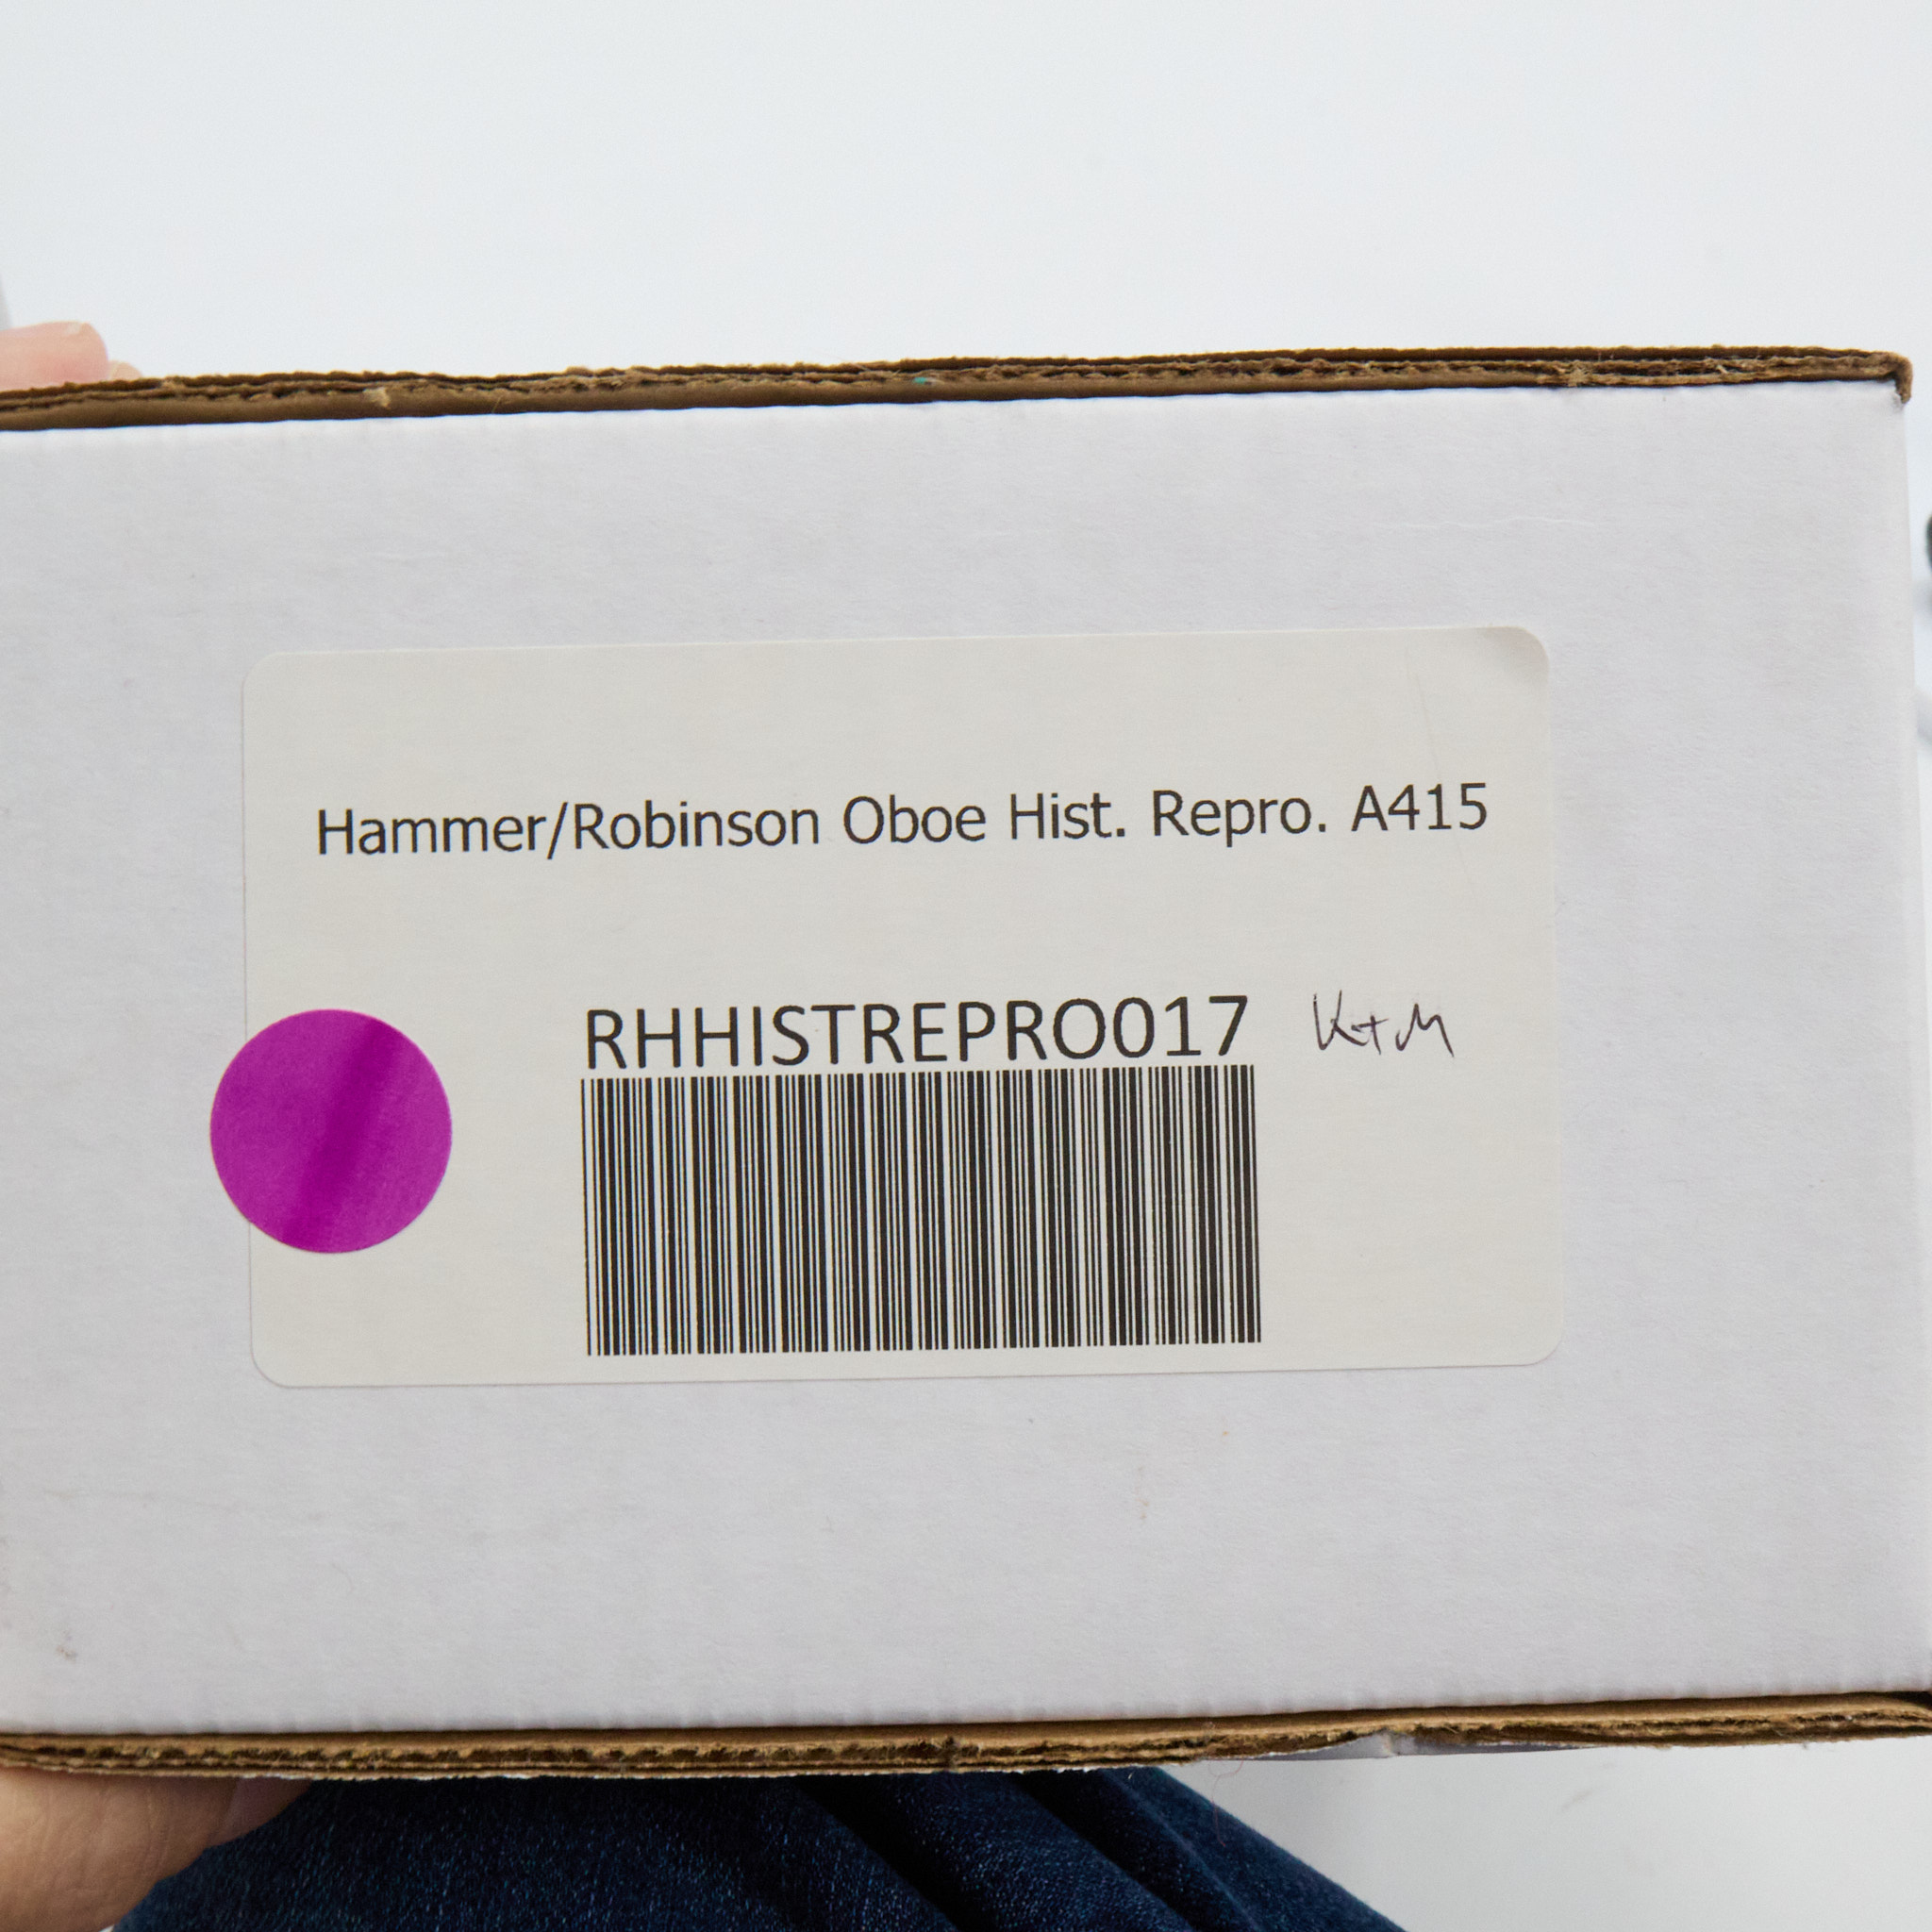 Hammer/Robinson Oboe Hist. Repro. A415
RHHISTREPRO017 K+M